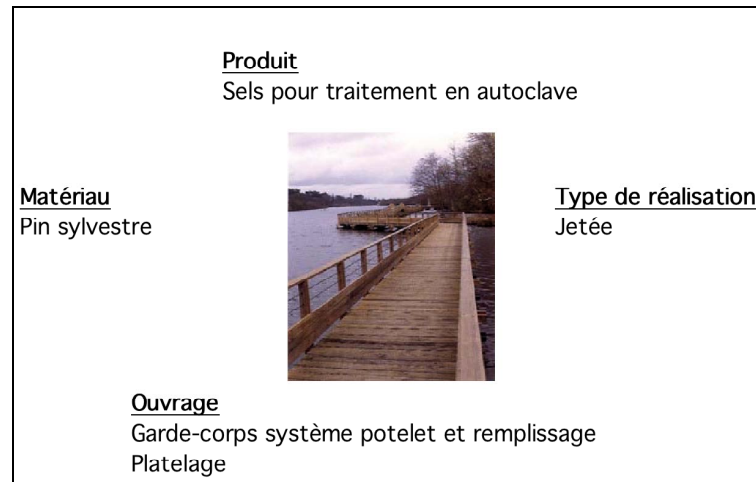 Produit
Sels pour traitement en autoclave
Matériau
Pin sylvestre
Type de réalisation
Jetée
Ouvrage
Garde-corps système potelet et remplissage
Platelage